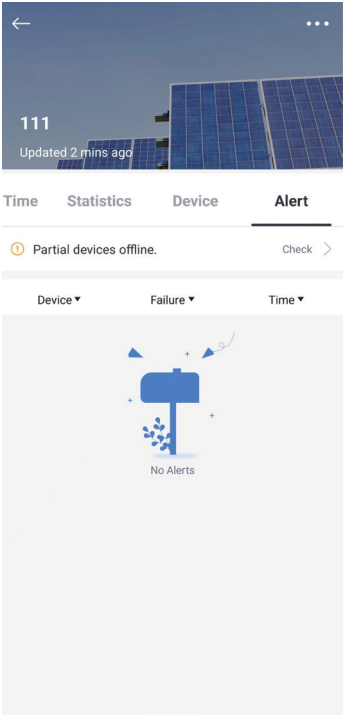 111
Updated 2 mins ago
Time Statistics Device Alert
Partial devices offline. Check
Device ▾ Failure ▾ Time ▾
No Alerts